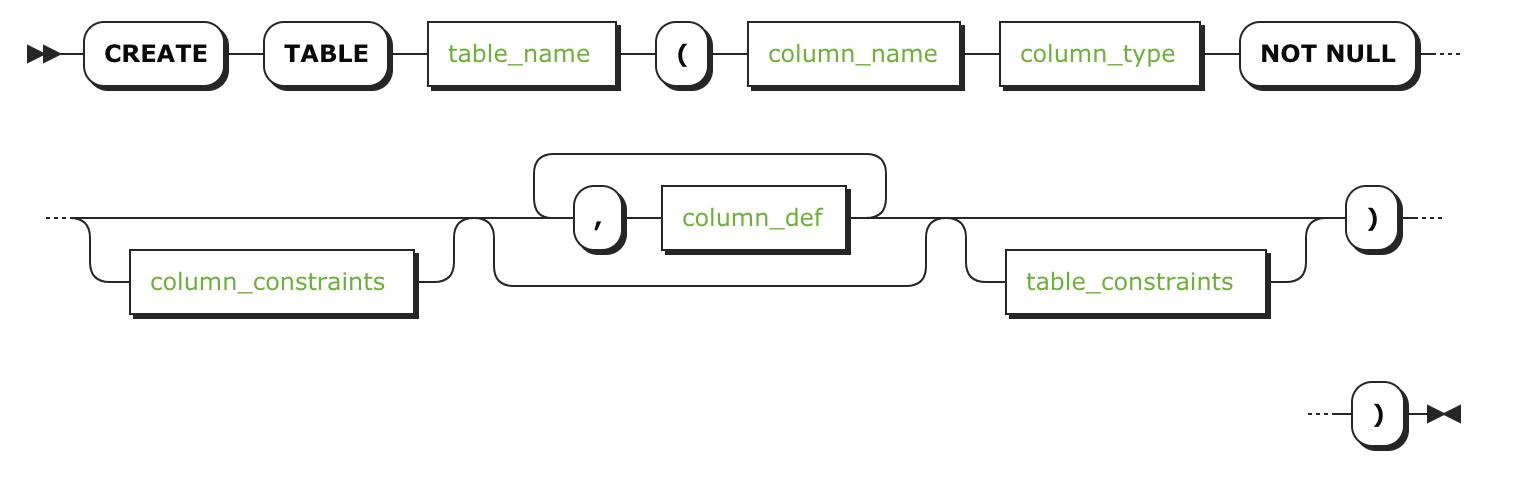 CREATE TABLE table_name ( column_name column_type NOT NULL
, column_def )
column_constraints table_constraints
)